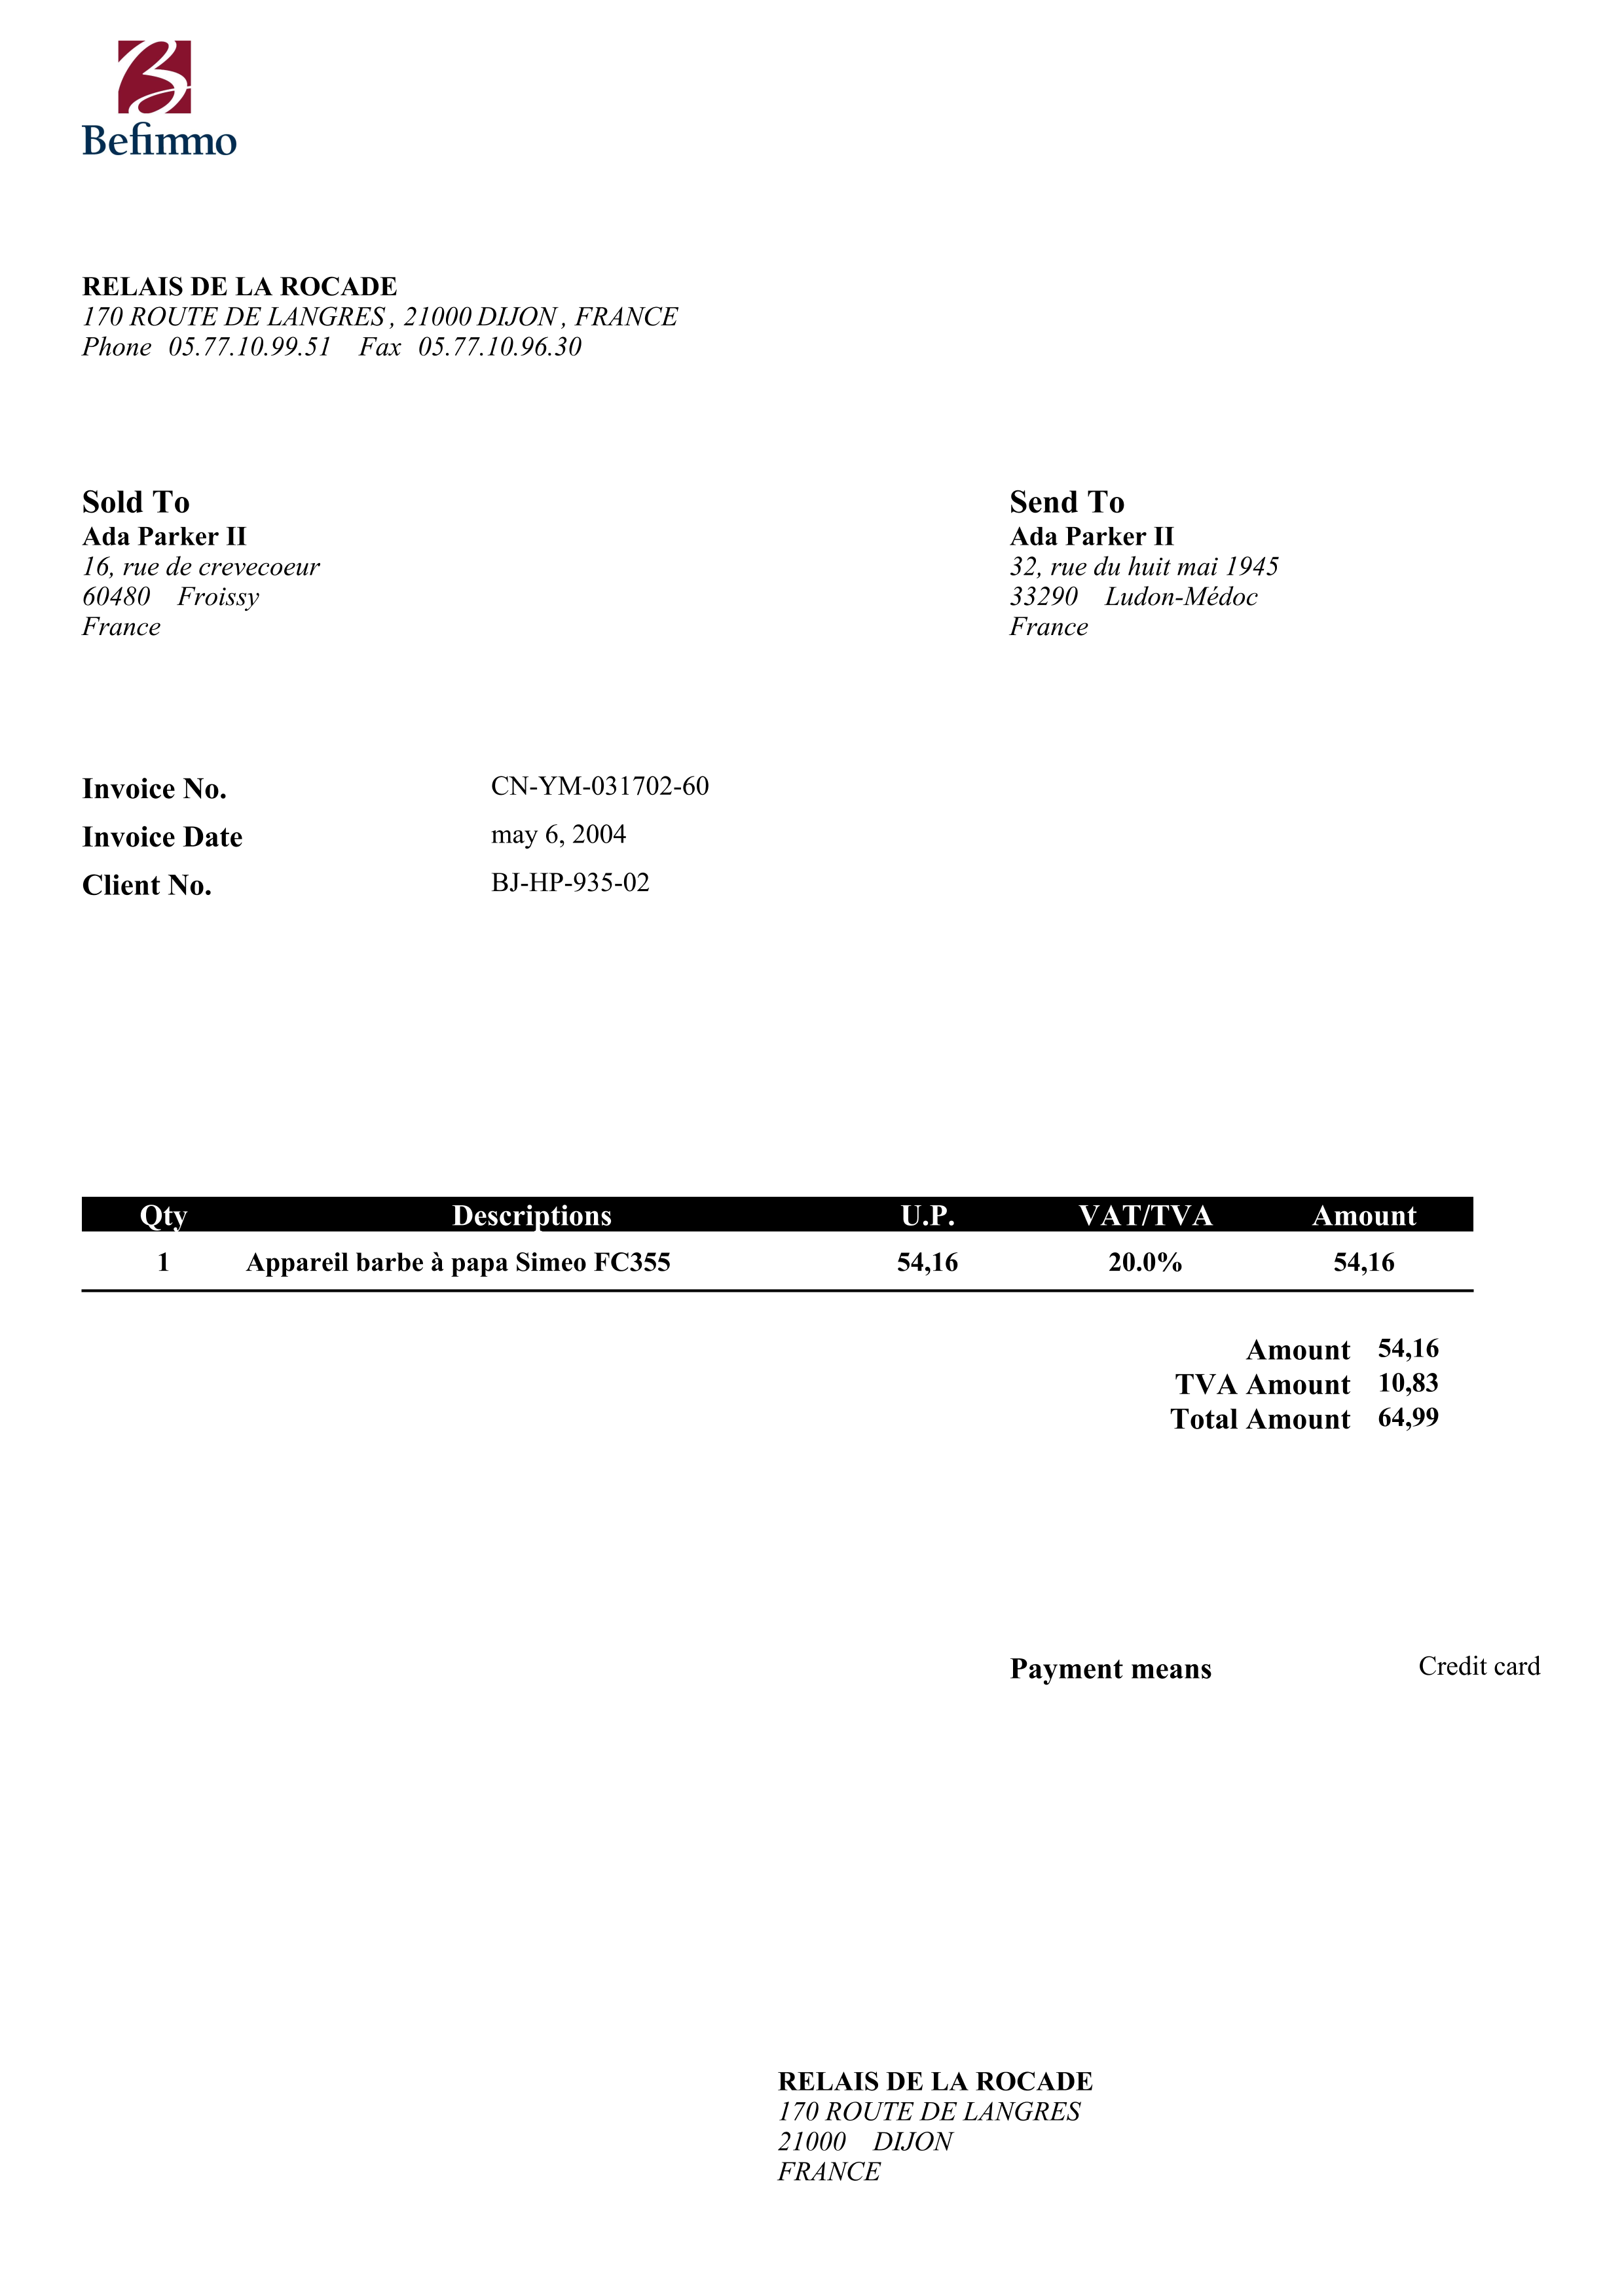 Befimmo
RELAIS DE LA ROCADE
170 ROUTE DE LANGRES , 21000 DIJON , FRANCE
Phone 05.77.10.99.51 Fax 05.77.10.96.30
Sold To
Ada Parker II
16, rue de crevecoeur
60480 Froissy
France
Send To
Ada Parker II
32, rue du huit mai 1945
33290 Ludon-Médoc
France
Invoice No. CN-YM-031702-60
Invoice Date may 6, 2004
Client No. BJ-HP-935-02
Qty Descriptions U.P. VAT/TVA Amount
1 Appareil barbe à papa Simeo FC355 54,16 20.0% 54,16
Amount 54,16
TVA Amount 10,83
Total Amount 64,99
Payment means Credit card
RELAIS DE LA ROCADE
170 ROUTE DE LANGRES
21000 DIJON
FRANCE